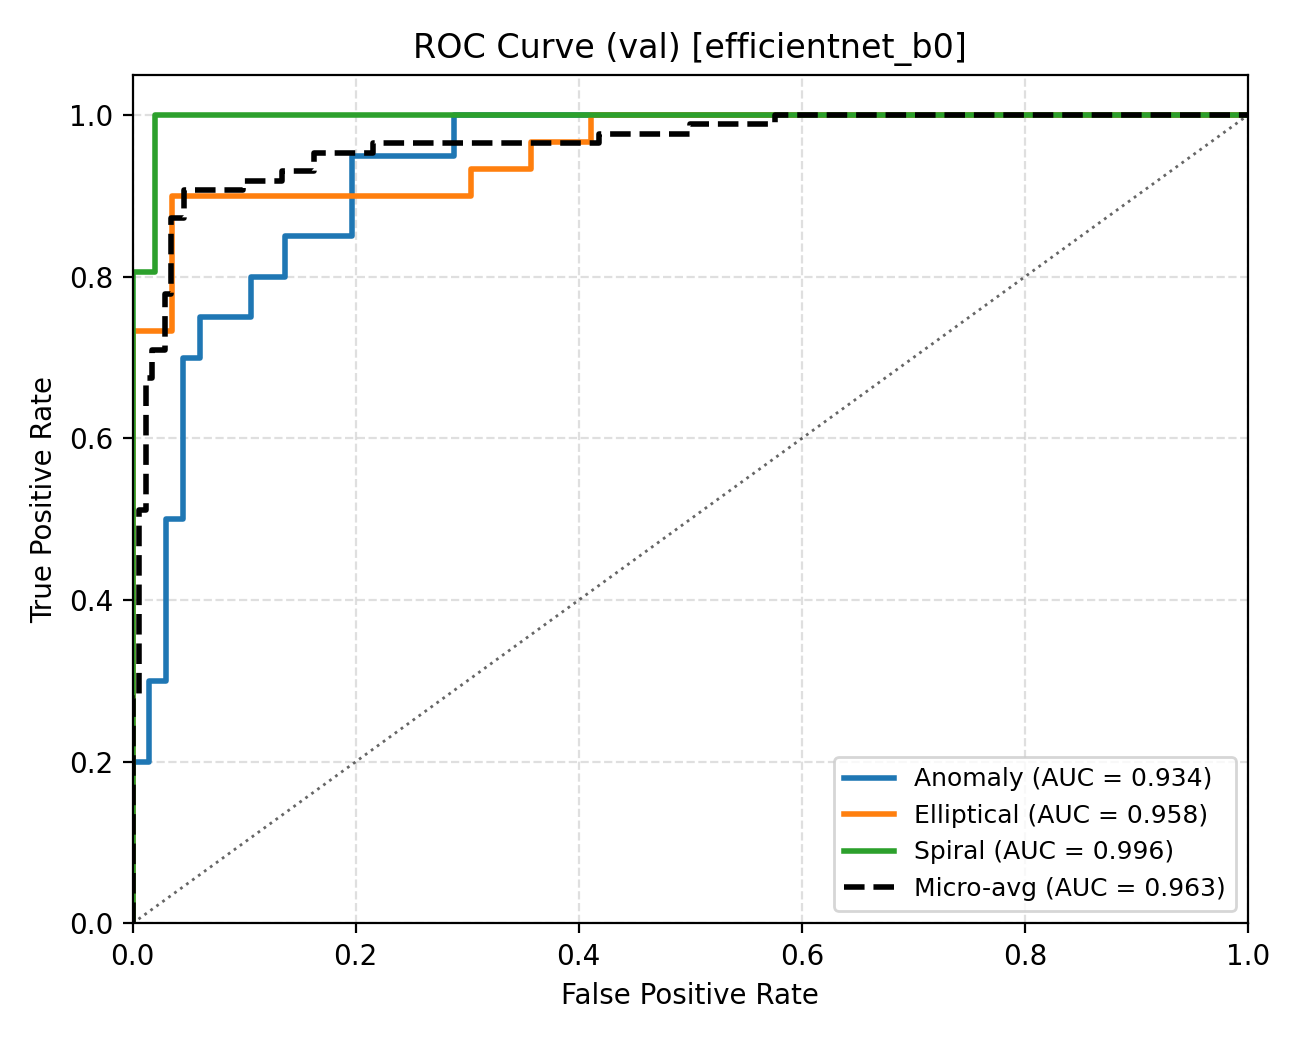 ROC Curve (val) [efficientnet_b0]
True Positive Rate
1.0
0.8
0.6
0.4
0.2
0.0
Anomaly (AUC = 0.934)
Elliptical (AUC = 0.958)
Spiral (AUC = 0.996)
Micro-avg (AUC = 0.963)
0.0 0.2 0.4 0.6 0.8 1.0
False Positive Rate